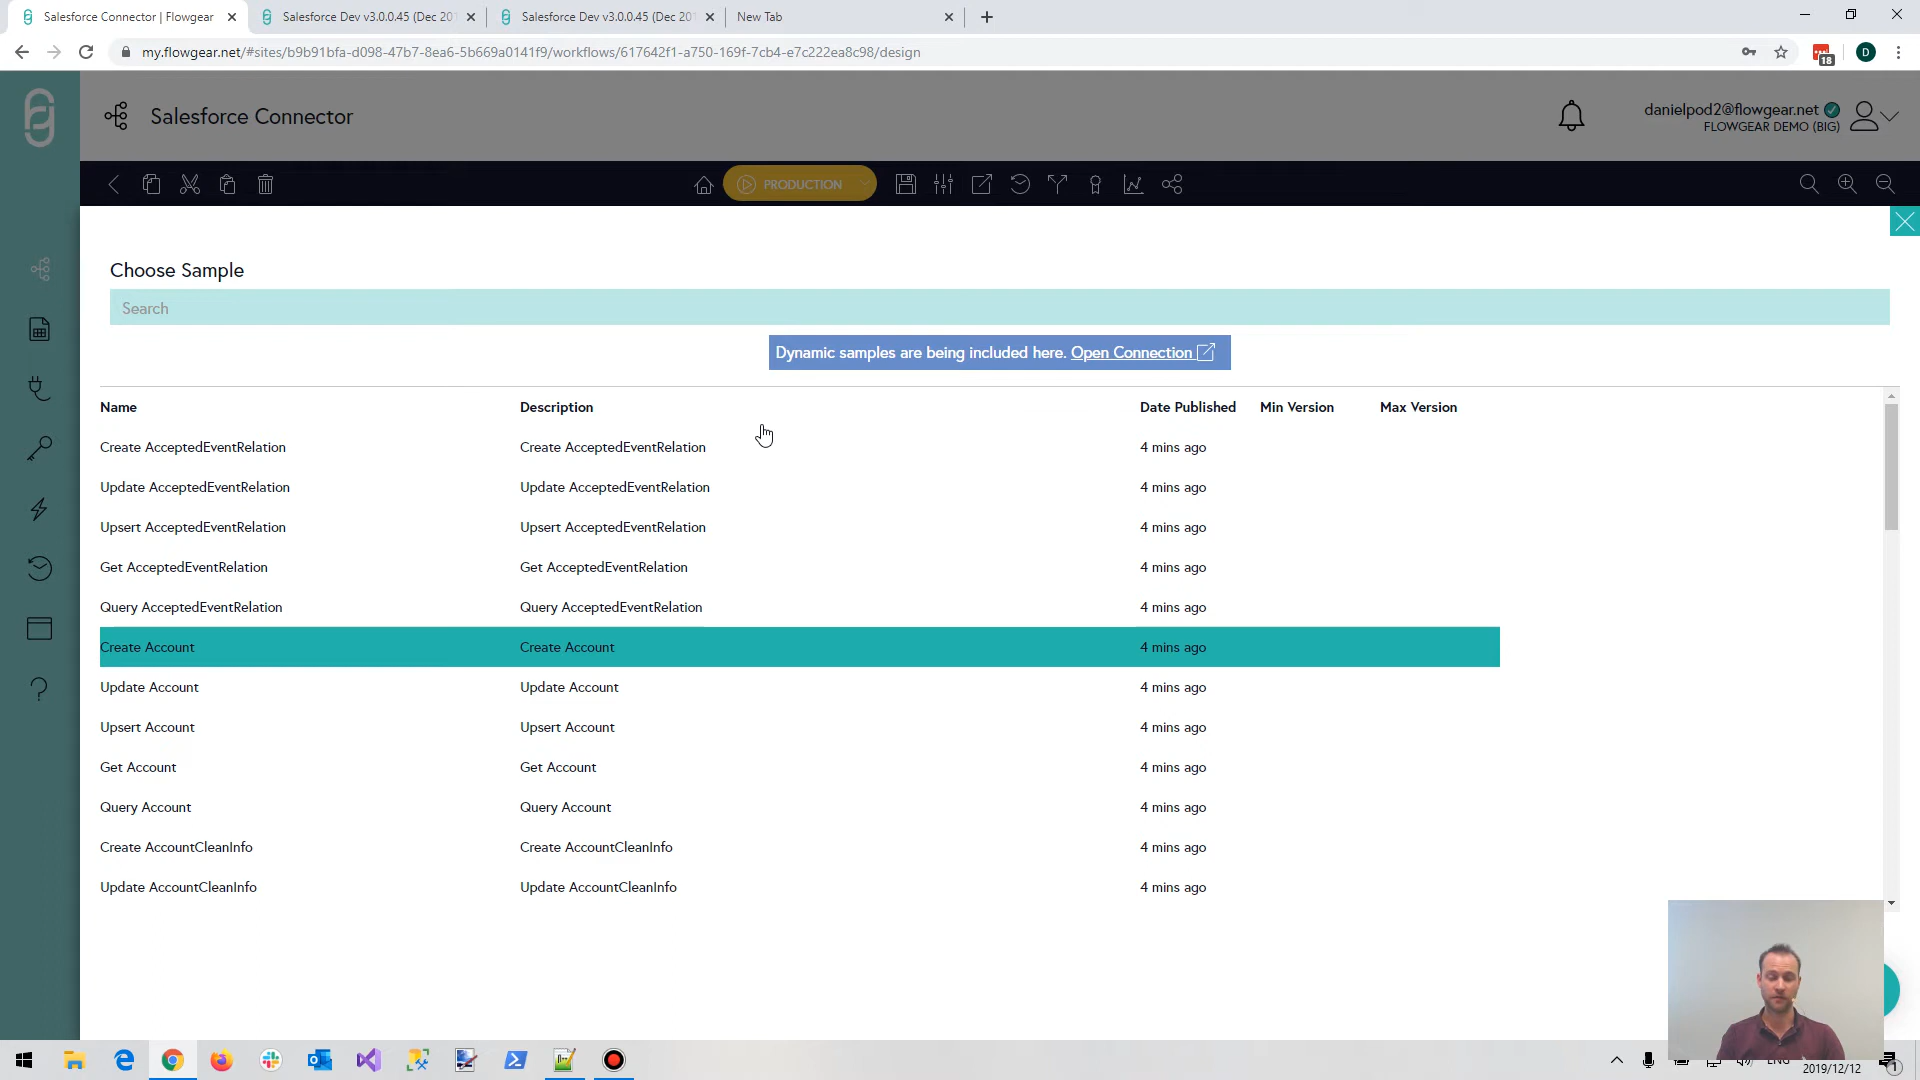 Salesforce Connector | Flowgear
Salesforce Dev v3.0.0.45 (Dec 201
Salesforce Dev v3.0.0.45 (Dec 201
New Tab
my.flowgear.net/#sites/b9b91bfa-d098-47b7-8ea6-5b669a0141f9/workflows/617642f1-a750-169f-7cb4-e7c222ea8c98/design
18
D
Salesforce Connector
danielpod2@flowgear.net
FLOWGEAR DEMO (BIG)
PRODUCTION
Choose Sample
Search
Dynamic samples are being included here. Open Connection
Name Description Date Published Min Version Max Version
Create AcceptedEventRelation Create AcceptedEventRelation 4 mins ago
Update AcceptedEventRelation Update AcceptedEventRelation 4 mins ago
Upsert AcceptedEventRelation Upsert AcceptedEventRelation 4 mins ago
Get AcceptedEventRelation Get AcceptedEventRelation 4 mins ago
Query AcceptedEventRelation Query AcceptedEventRelation 4 mins ago
Create Account Create Account 4 mins ago
Update Account Update Account 4 mins ago
Upsert Account Upsert Account 4 mins ago
Get Account Get Account 4 mins ago
Query Account Query Account 4 mins ago
Create AccountCleanInfo Create AccountCleanInfo 4 mins ago
Update AccountCleanInfo Update AccountCleanInfo 4 mins ago
ENG
2019/12/12
1